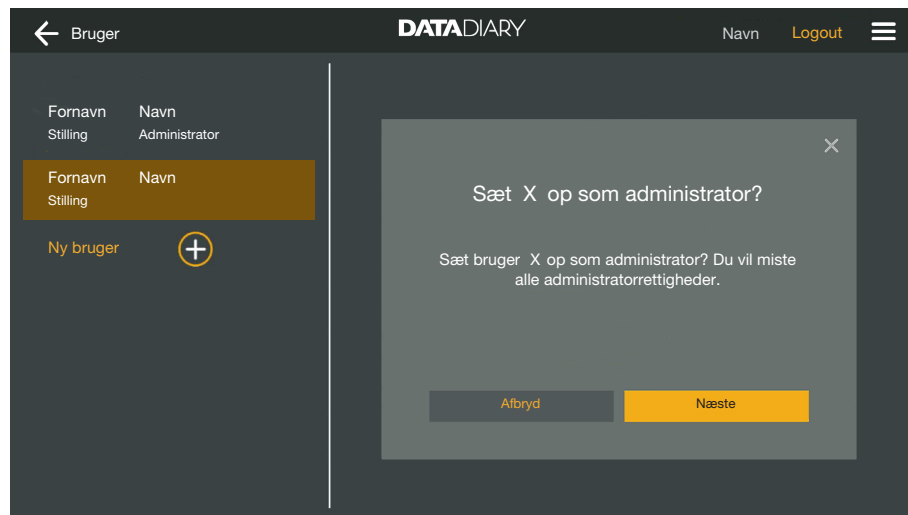 Bruger
DATADIARY
Navn
Logout
Fornavn Navn
Stilling Administrator
Fornavn Navn
Stilling
Ny bruger
Sæt X op som administrator?
Sæt bruger X op som administrator? Du vil miste
alle administratorrettigheder.
Afbryd
Næste